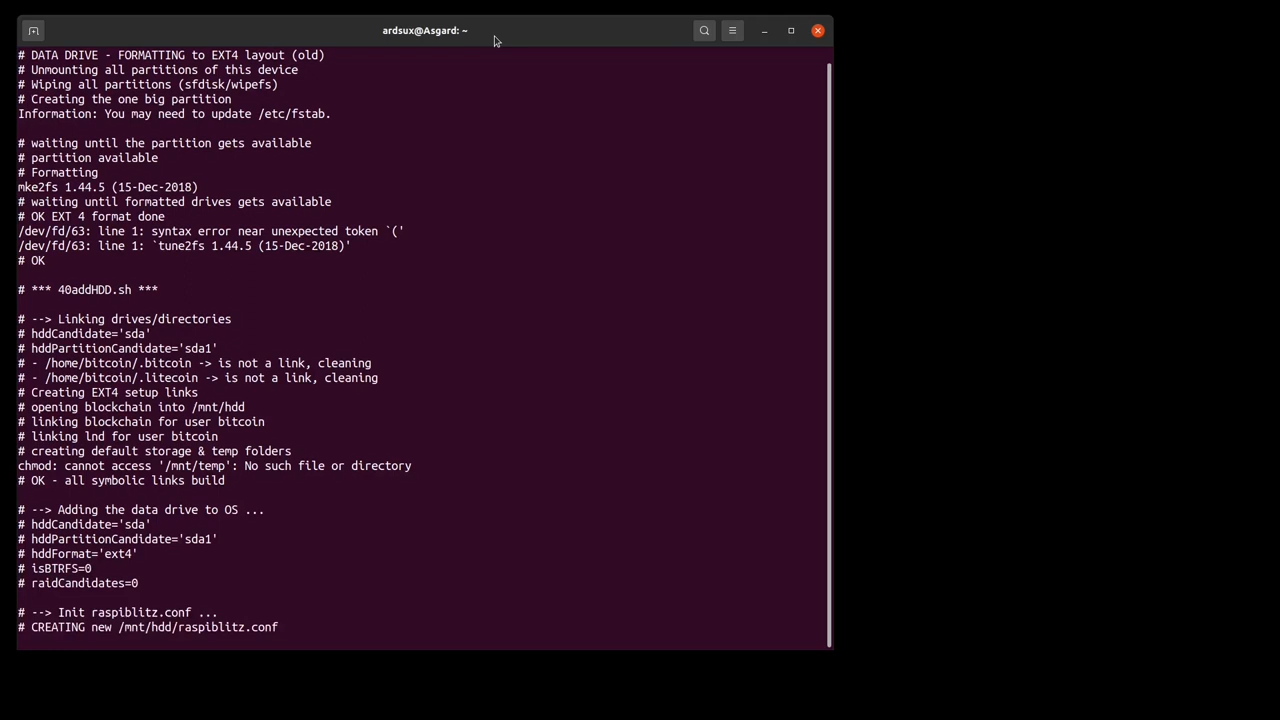 ardsux@Asgard: ~
# DATA DRIVE - FORMATTING to EXT4 layout (old)
# Unmounting all partitions of this device
# Wiping all partitions (sfdisk/wipefs)
# Creating the one big partition
Information: You may need to update /etc/fstab.
# waiting until the partition gets available
# partition available
# Formatting
mke2fs 1.44.5 (15-Dec-2018)
# waiting until formatted drives gets available
# OK EXT 4 format done
/dev/fd/63: line 1: syntax error near unexpected token `('
/dev/fd/63: line 1: `tune2fs 1.44.5 (15-Dec-2018)'
# OK
# *** 40addHDD.sh ***
# --> Linking drives/directories
# hddCandidate='sda'
# hddPartitionCandidate='sda1'
# - /home/bitcoin/.bitcoin -> is not a link, cleaning
# - /home/bitcoin/.litecoin -> is not a link, cleaning
# Creating EXT4 setup links
# opening blockchain into /mnt/hdd
# linking blockchain for user bitcoin
# linking lnd for user bitcoin
# creating default storage & temp folders
chmod: cannot access '/mnt/temp': No such file or directory
# OK - all symbolic links build
# --> Adding the data drive to OS ...
# hddCandidate='sda'
# hddPartitionCandidate='sda1'
# hddFormat='ext4'
# isBTRFS=0
# raidCandidates=0
# --> Init raspiblitz.conf ...
# CREATING new /mnt/hdd/raspiblitz.conf